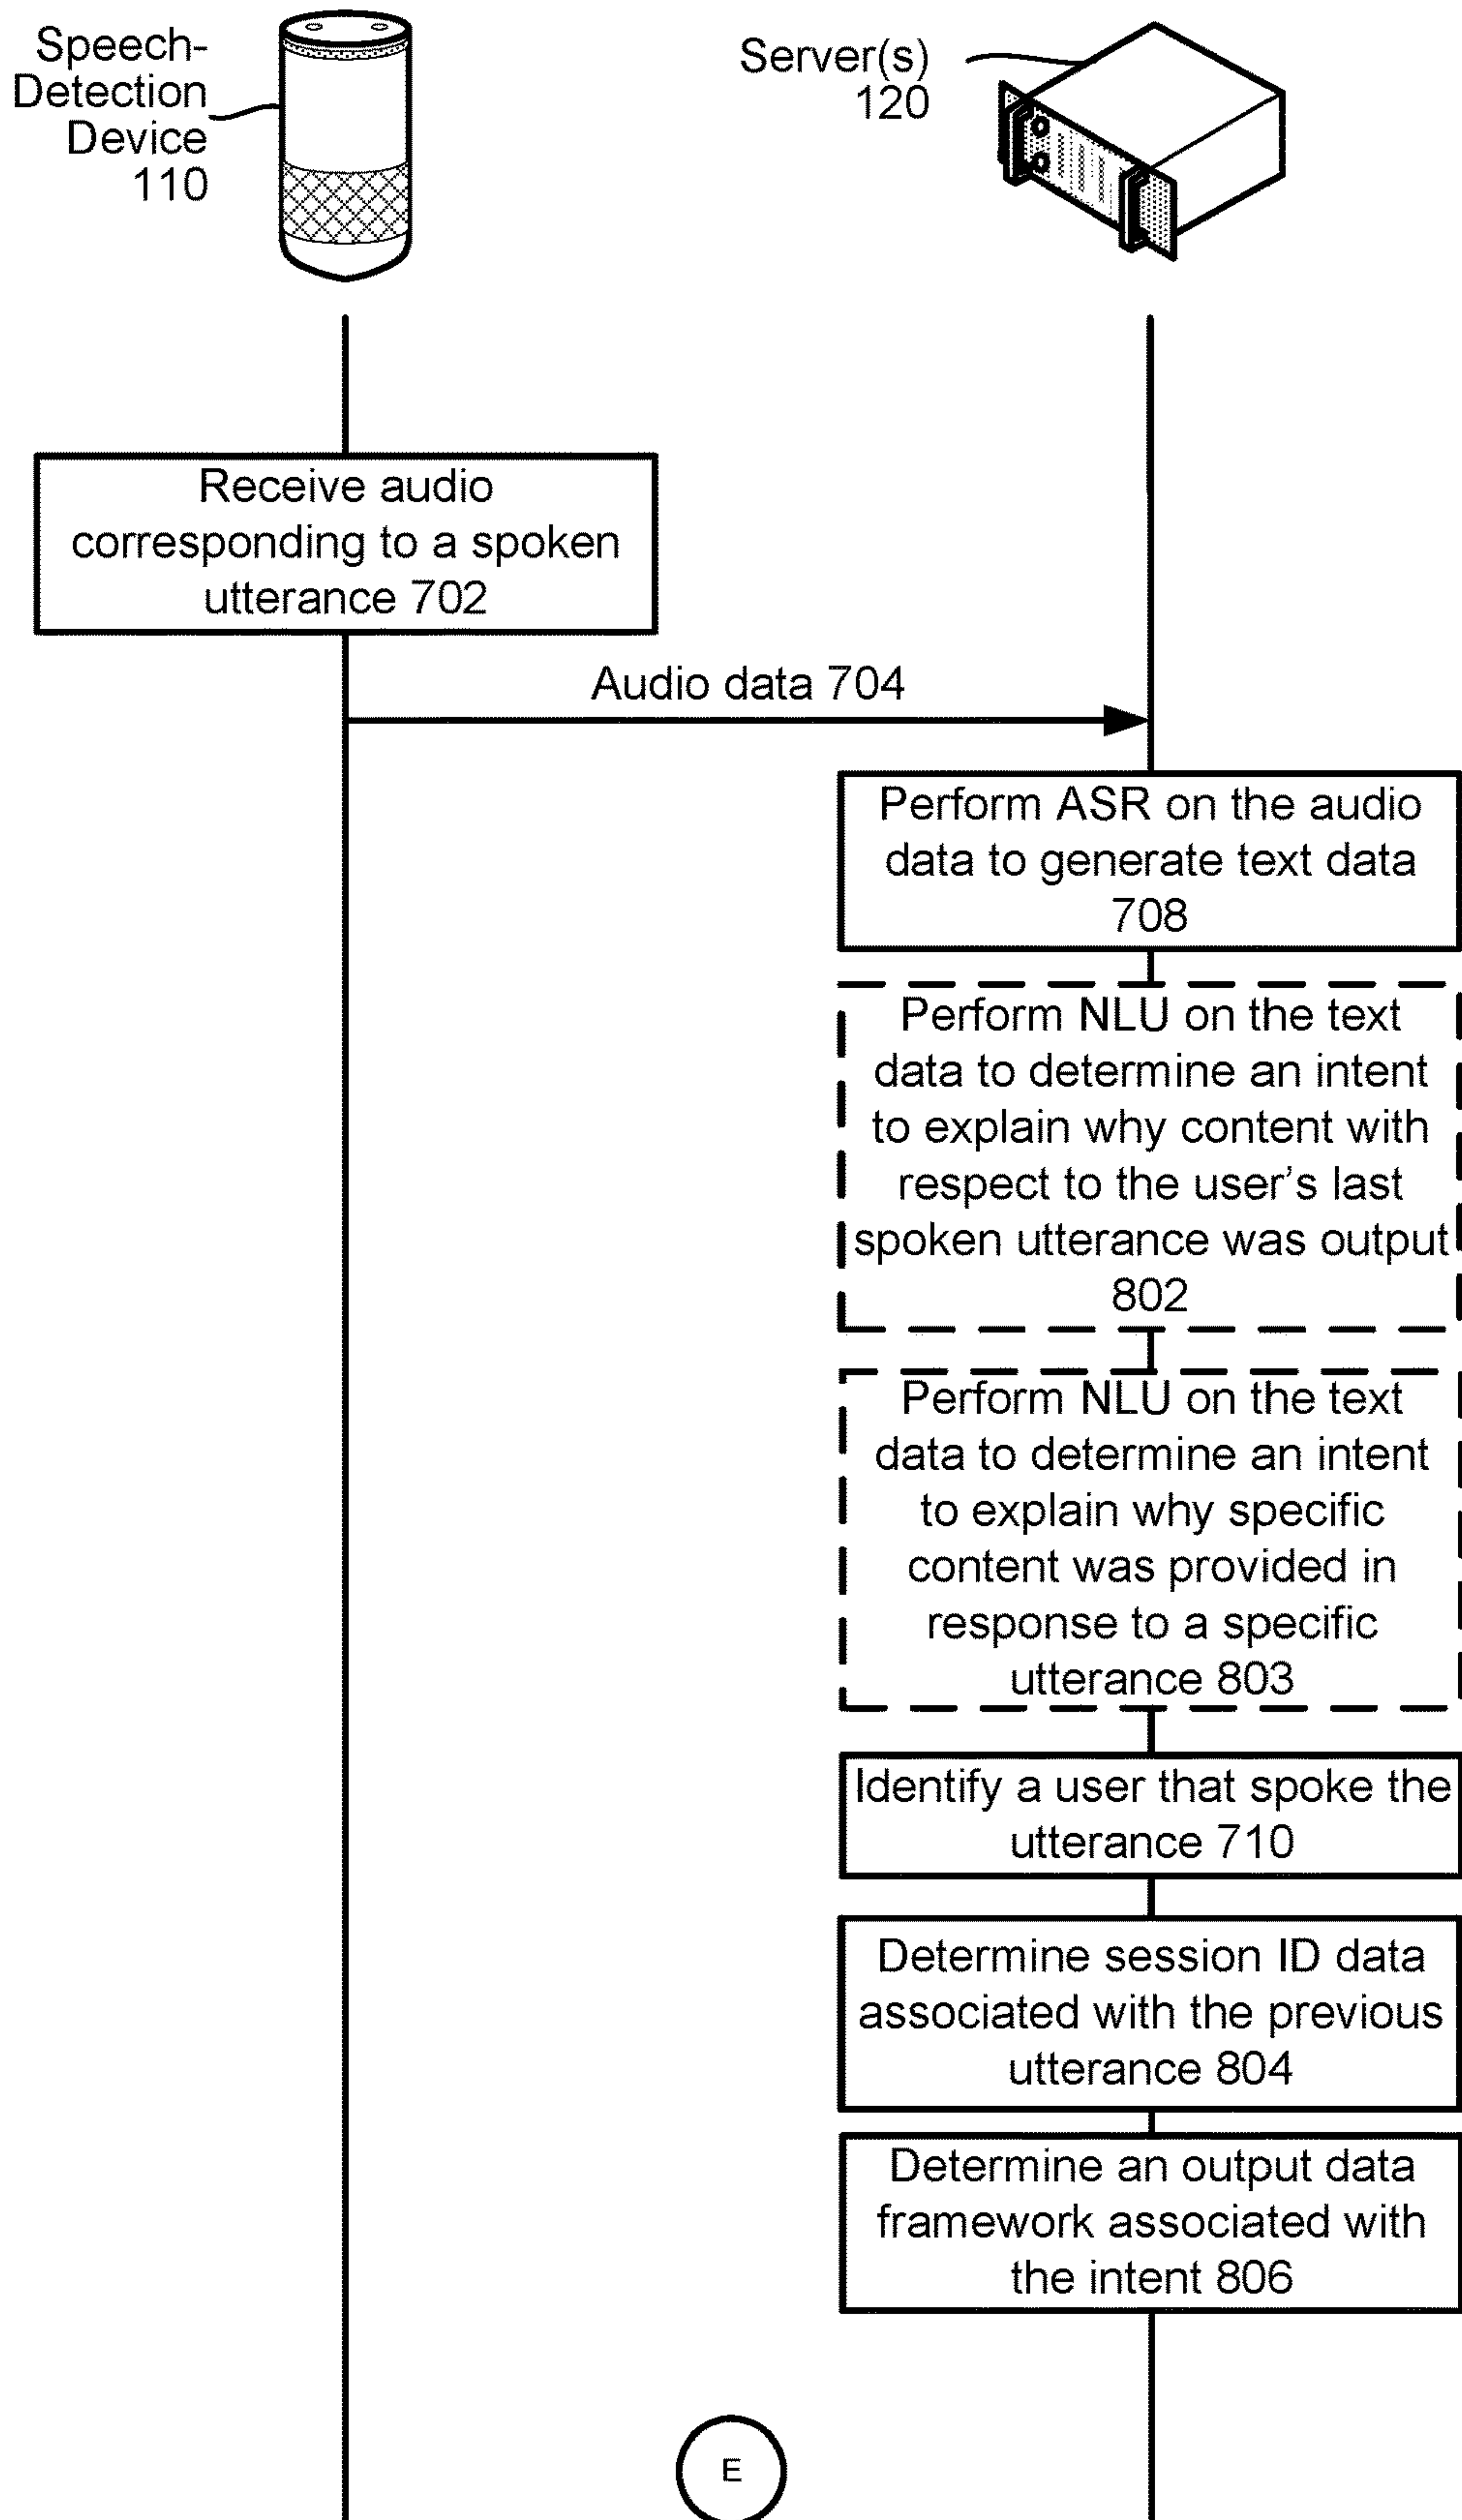 Speech-
Detection
Device
110
Server(s)
120
Receive audio
corresponding to a spoken
utterance 702
Audio data 704
Perform ASR on the audio
data to generate text data
708
Perform NLU on the text
data to determine an intent
to explain why content with
respect to the user's last
spoken utterance was output
802
Perform NLU on the text
data to determine an intent
to explain why specific
content was provided in
response to a specific
utterance 803
Identify a user that spoke the
utterance 710
Determine session ID data
associated with the previous
utterance 804
Determine an output data
framework associated with
the intent 806
E